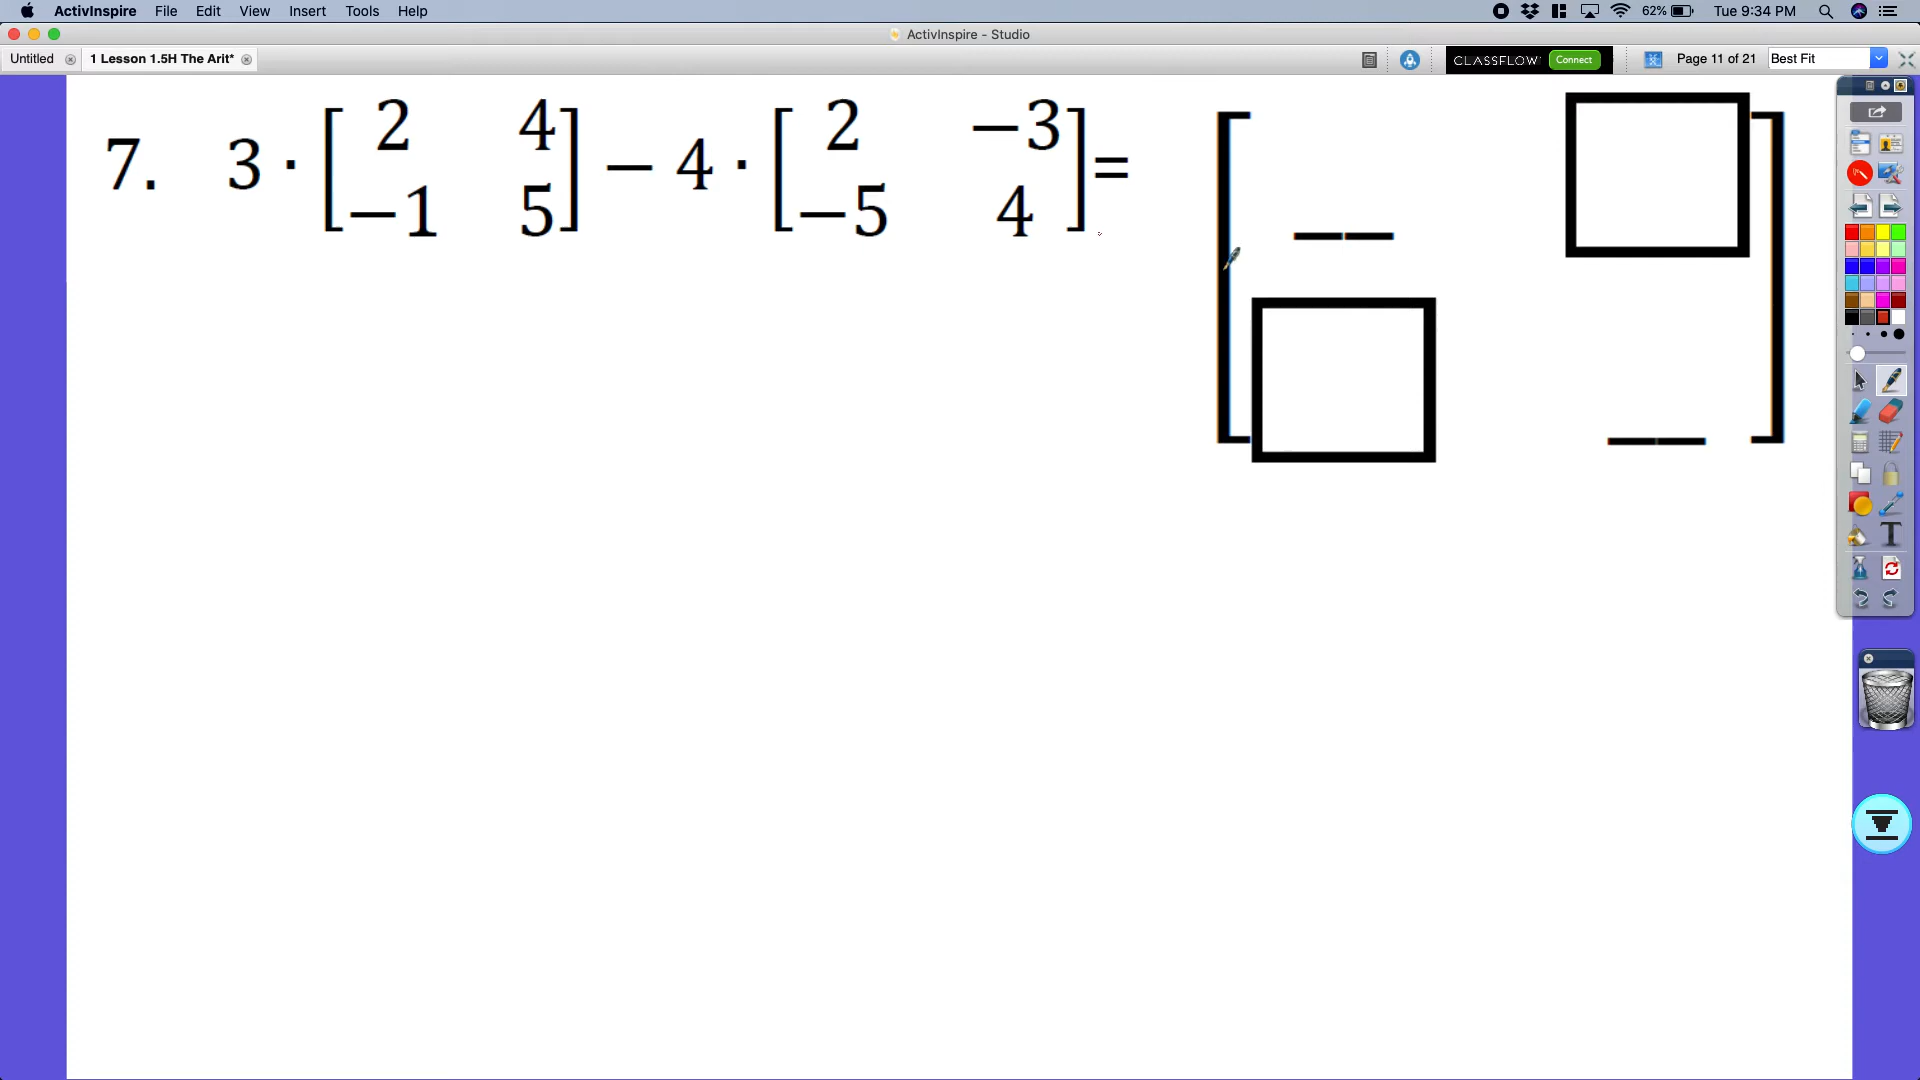 ActivInspire File Edit View Insert Tools Help 62% Tue 9:34 PM
ActivInspire - Studio
Untitled 1 Lesson 1.5H The Arit* CLASSFLOW Connect Page 11 of 21 Best Fit
7. 3 · [ 2 4 ] − 4 · [ 2 −3 ] = [ __ ]
[ −1 5 ] [ −5 4 ] [ __ ]
T